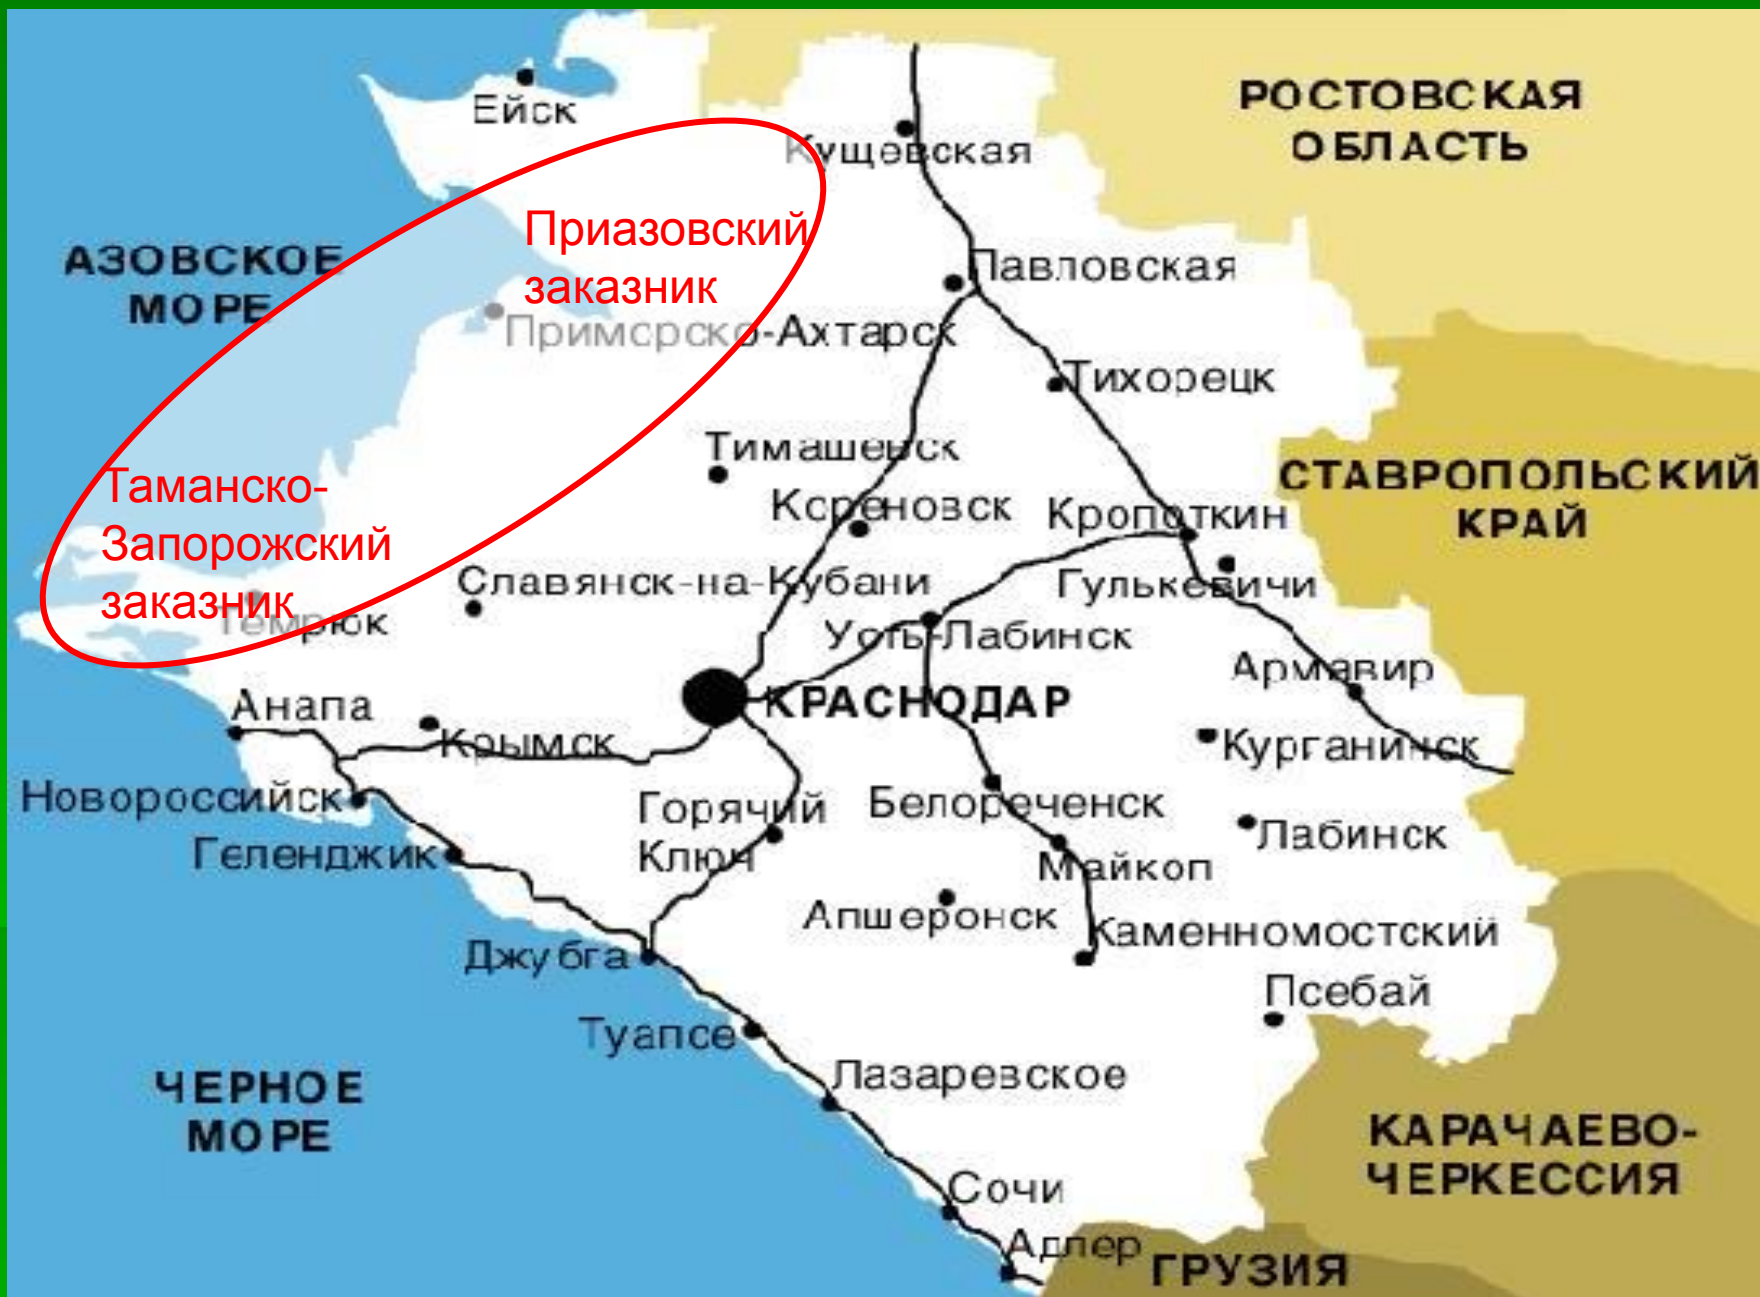 Ейск
Кущевская
РОСТОВСКАЯ
ОБЛАСТЬ
Приазовский
заказник
АЗОВСКОЕ
МОРЕ
Павловская
Приморско-Ахтарск
Тихорецк
Тимашевск
СТАВРОПОЛЬСКИЙ
КРАЙ
Таманско-
Запорожский
заказник
Кореновск
Кропоткин
Славянск-на-Кубани
Гулькевичи
Темрюк
Усть-Лабинск
Армавир
Анапа
КРАСНОДАР
Крымск
Курганинск
Новороссийск
Горячий
Ключ
Белореченск
Лабинск
Геленджик
Майкоп
Апшеронск
Каменномостский
Джубга
Псебай
Туапсе
Лазаревское
ЧЕРНОЕ
МОРЕ
КАРАЧАЕВО-
ЧЕРКЕССИЯ
Сочи
Адлер
ГРУЗИЯ